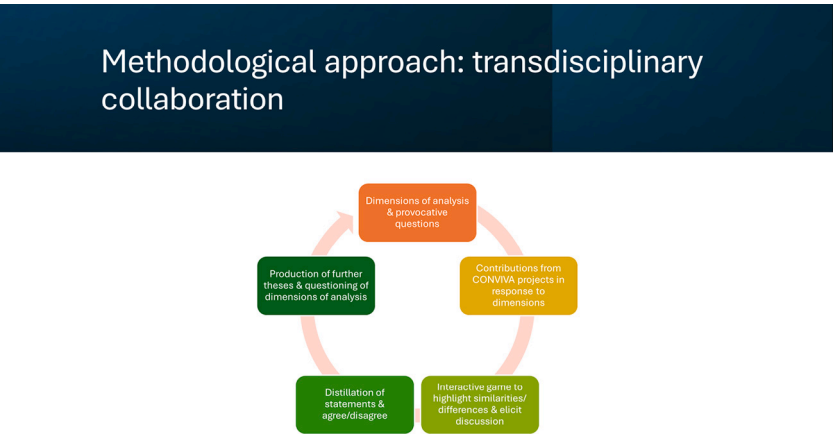 Methodological approach: transdisciplinary
collaboration
Dimensions of analysis
& provocative
questions
Contributions from
CONVIVA projects in
response to
dimensions
Interactive game to
highlight similarities/
differences & elicit
discussion
Distillation of
statements &
agree/disagree
Production of further
theses & questioning of
dimensions of analysis